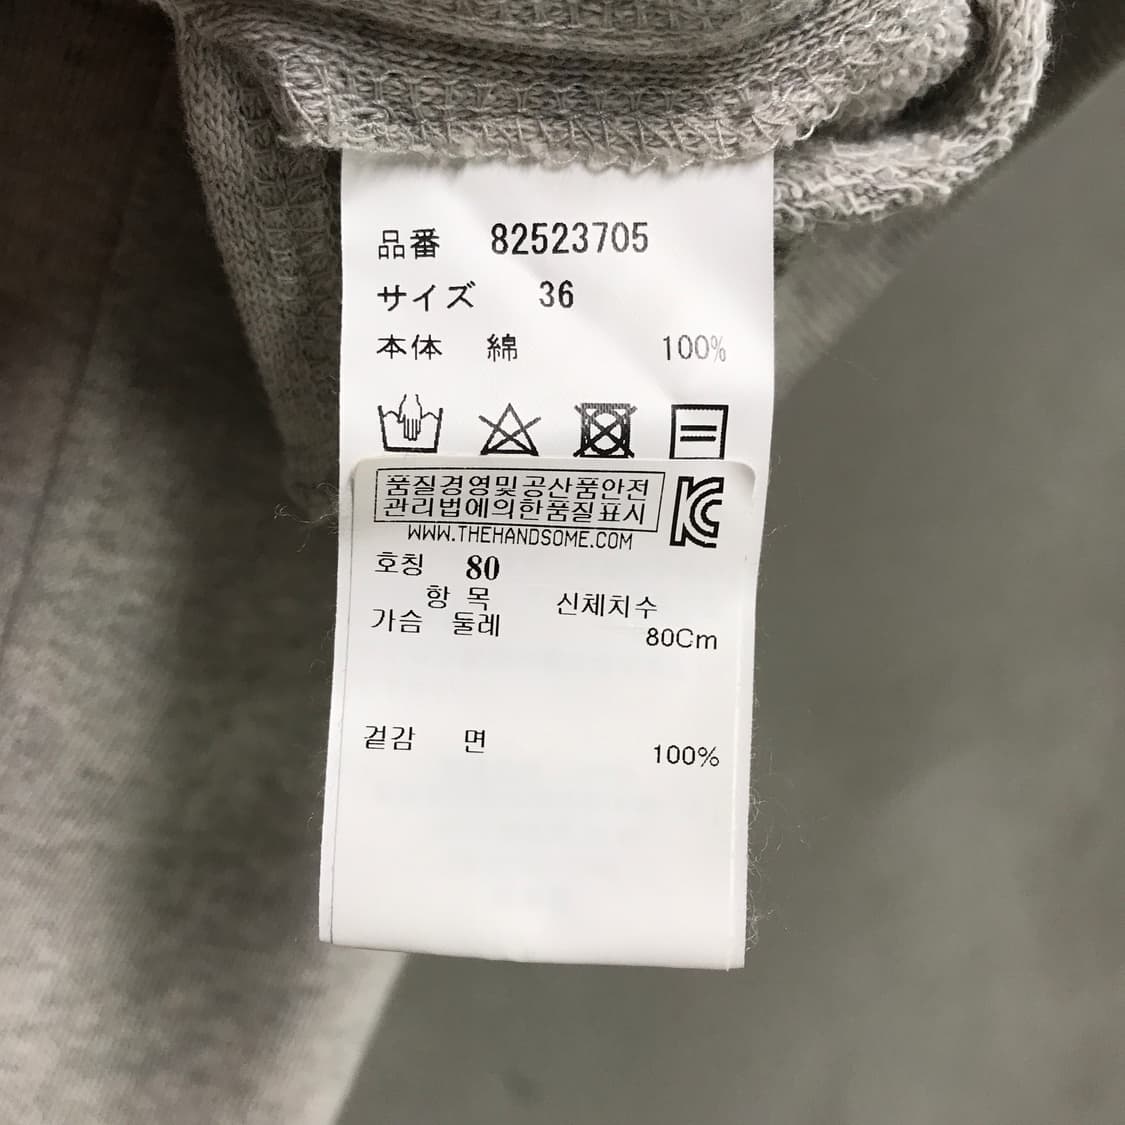 品番 82523705
サイズ 36
本体 綿 100%
품질경영및공산품안전
관리법에의한품질표시
WWW.THEHANDSOME.COM
호칭 80
항 목 신체치수
가슴 둘레 80Cm
겉감 면 100%